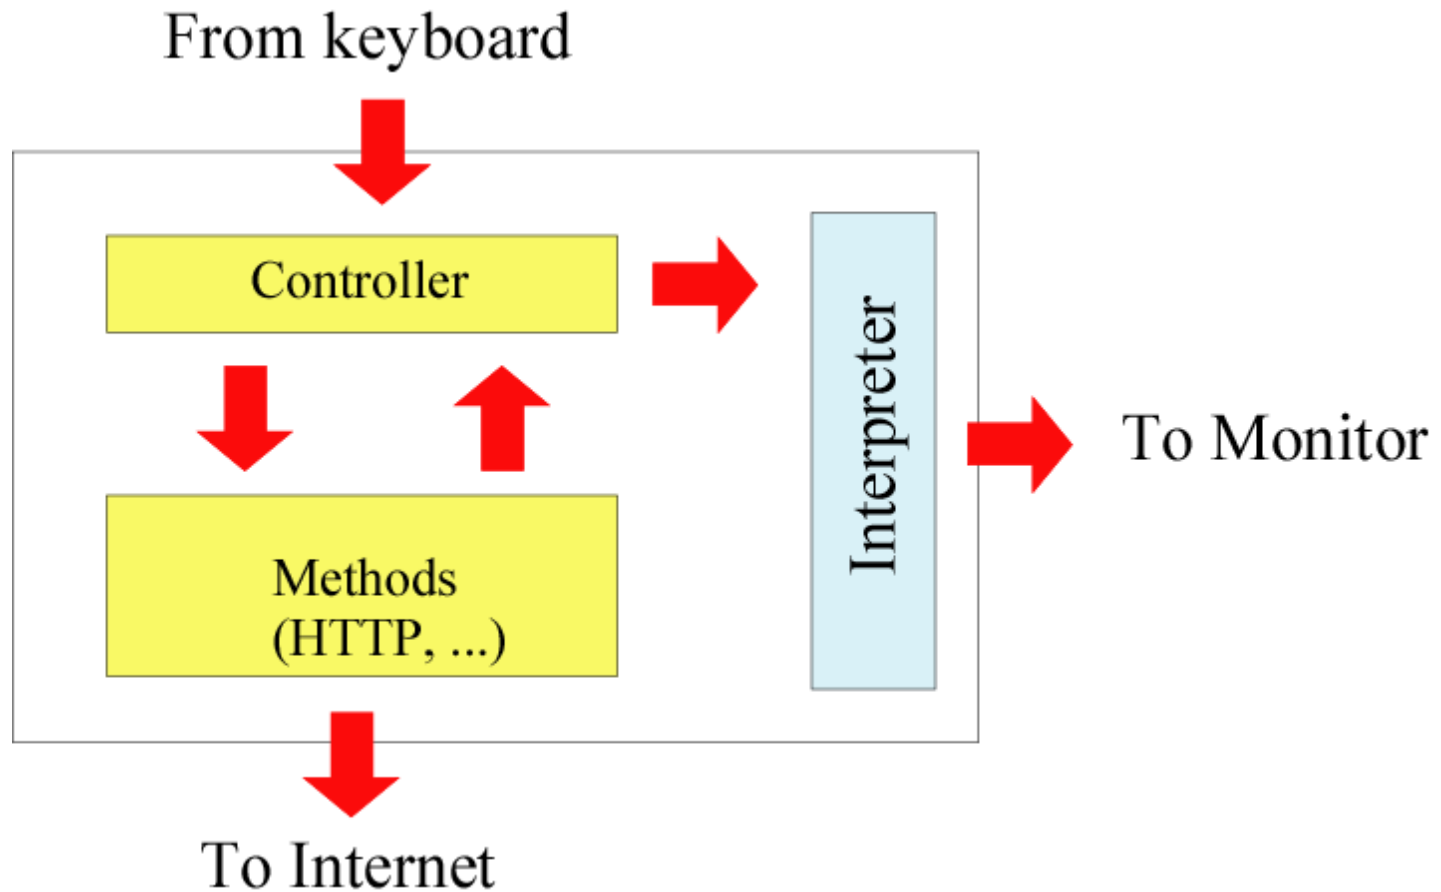 From keyboard
Controller
Interpreter
To Monitor
Methods
(HTTP, ...)
To Internet